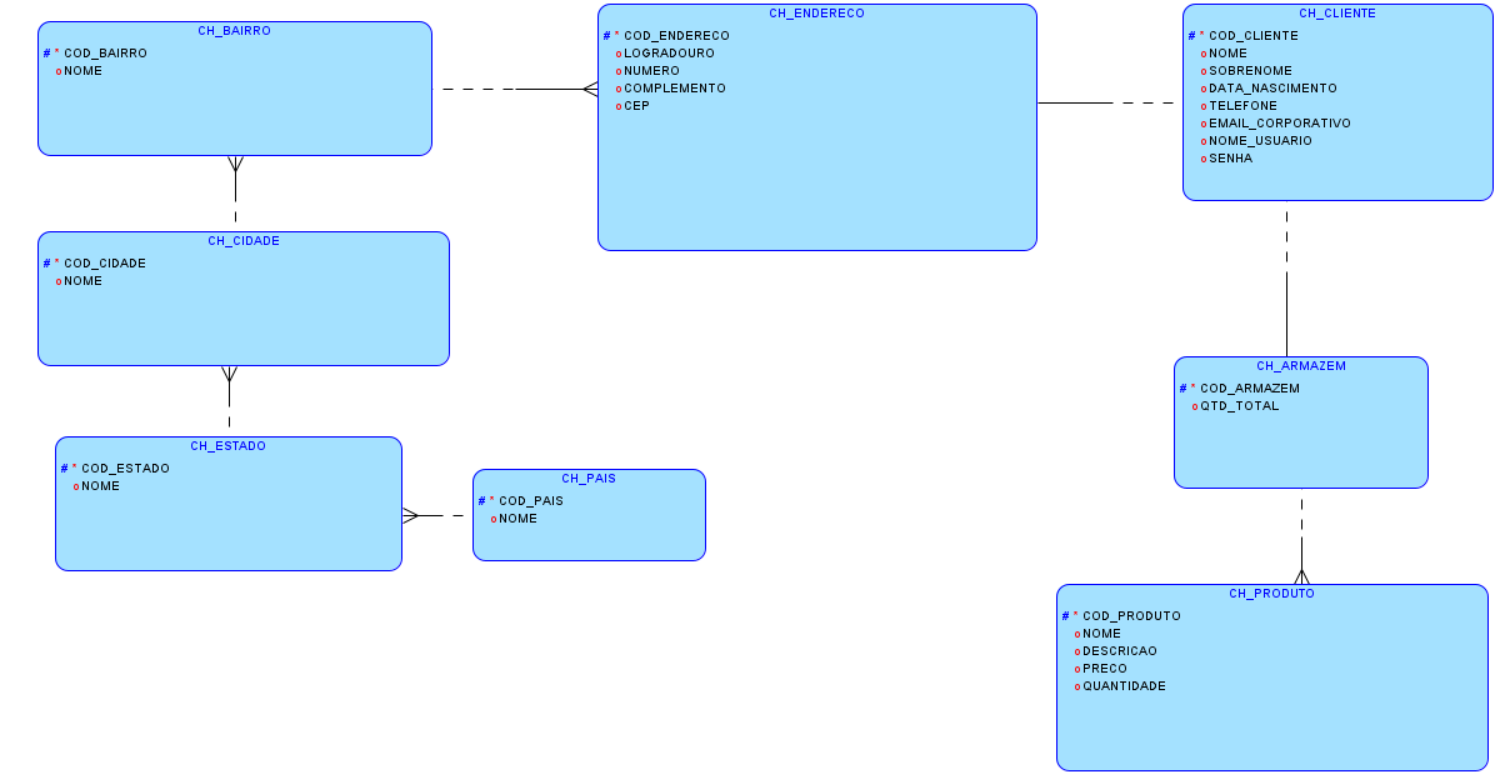 CH_BAIRRO
# * COD_BAIRRO
o NOME
CH_ENDERECO
# * COD_ENDERECO
o LOGRADOURO
o NUMERO
o COMPLEMENTO
o CEP
CH_CLIENTE
# * COD_CLIENTE
o NOME
o SOBRENOME
o DATA_NASCIMENTO
o TELEFONE
o EMAIL_CORPORATIVO
o NOME_USUARIO
o SENHA
CH_CIDADE
# * COD_CIDADE
o NOME
CH_ARMAZEM
# * COD_ARMAZEM
o QTD_TOTAL
CH_ESTADO
# * COD_ESTADO
o NOME
CH_PAIS
# * COD_PAIS
o NOME
CH_PRODUTO
# * COD_PRODUTO
o NOME
o DESCRICAO
o PRECO
o QUANTIDADE